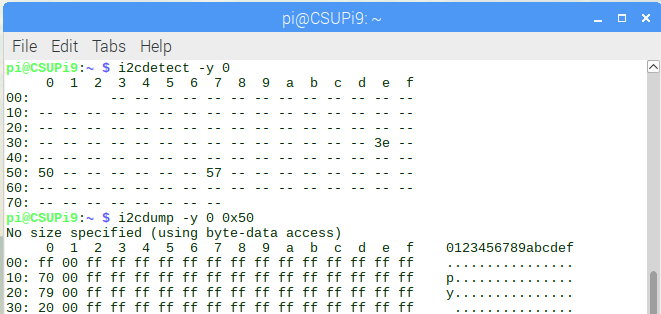 pi@CSUPi9: ~
File Edit Tabs Help
pi@CSUPi9:~ $ i2cdetect -y 0
     0  1  2  3  4  5  6  7  8  9  a  b  c  d  e  f
00:          -- -- -- -- -- -- -- -- -- -- -- -- --
10: -- -- -- -- -- -- -- -- -- -- -- -- -- -- -- --
20: -- -- -- -- -- -- -- -- -- -- -- -- -- -- -- --
30: -- -- -- -- -- -- -- -- -- -- -- -- -- -- 3e --
40: -- -- -- -- -- -- -- -- -- -- -- -- -- -- -- --
50: 50 -- -- -- -- -- -- 57 -- -- -- -- -- -- -- --
60: -- -- -- -- -- -- -- -- -- -- -- -- -- -- -- --
70: -- -- -- -- -- -- -- --
pi@CSUPi9:~ $ i2cdump -y 0 0x50
No size specified (using byte-data access)
     0  1  2  3  4  5  6  7  8  9  a  b  c  d  e  f    0123456789abcdef
00: ff 00 ff ff ff ff ff ff ff ff ff ff ff ff ff ff    ................
10: 70 00 ff ff ff ff ff ff ff ff ff ff ff ff ff ff    p...............
20: 79 00 ff ff ff ff ff ff ff ff ff ff ff ff ff ff    y...............
30: 20 00 ff ff ff ff ff ff ff ff ff ff ff ff ff ff     ...............